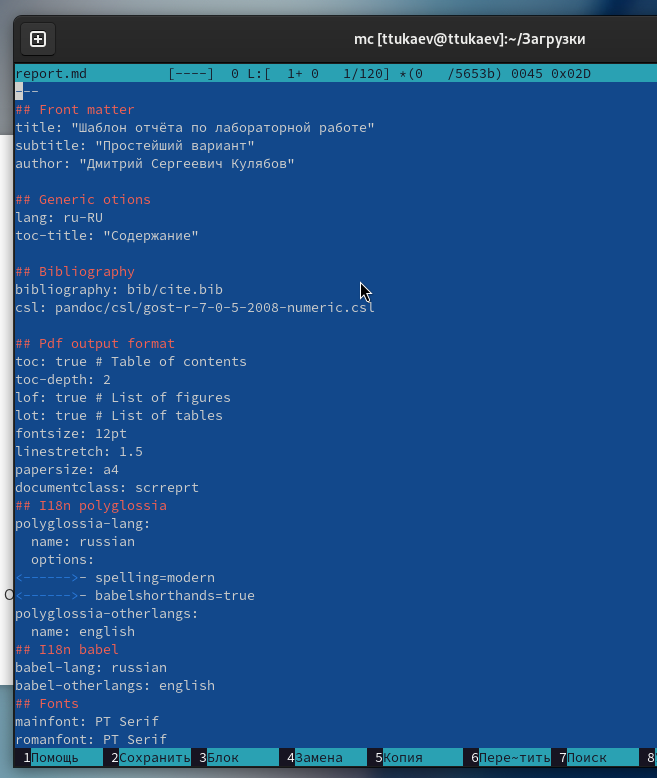 mc [ttukaev@ttukaev]:~/Загрузки
report.md [----] 0 L:[ 1+ 0 1/120] *(0 /5653b) 0045 0x02D
---
## Front matter
title: "Шаблон отчёта по лабораторной работе"
subtitle: "Простейший вариант"
author: "Дмитрий Сергеевич Кулябов"
## Generic otions
lang: ru-RU
toc-title: "Содержание"
## Bibliography
bibliography: bib/cite.bib
csl: pandoc/csl/gost-r-7-0-5-2008-numeric.csl
## Pdf output format
toc: true # Table of contents
toc-depth: 2
lof: true # List of figures
lot: true # List of tables
fontsize: 12pt
linestretch: 1.5
papersize: a4
documentclass: scrreprt
## I18n polyglossia
polyglossia-lang:
  name: russian
  options:
<------>- spelling=modern
<------>- babelshorthands=true
polyglossia-otherlangs:
  name: english
## I18n babel
babel-lang: russian
babel-otherlangs: english
## Fonts
mainfont: PT Serif
romanfont: PT Serif
1Помощь 2Сохранить 3Блок 4Замена 5Копия 6Пере~тить 7Поиск 8